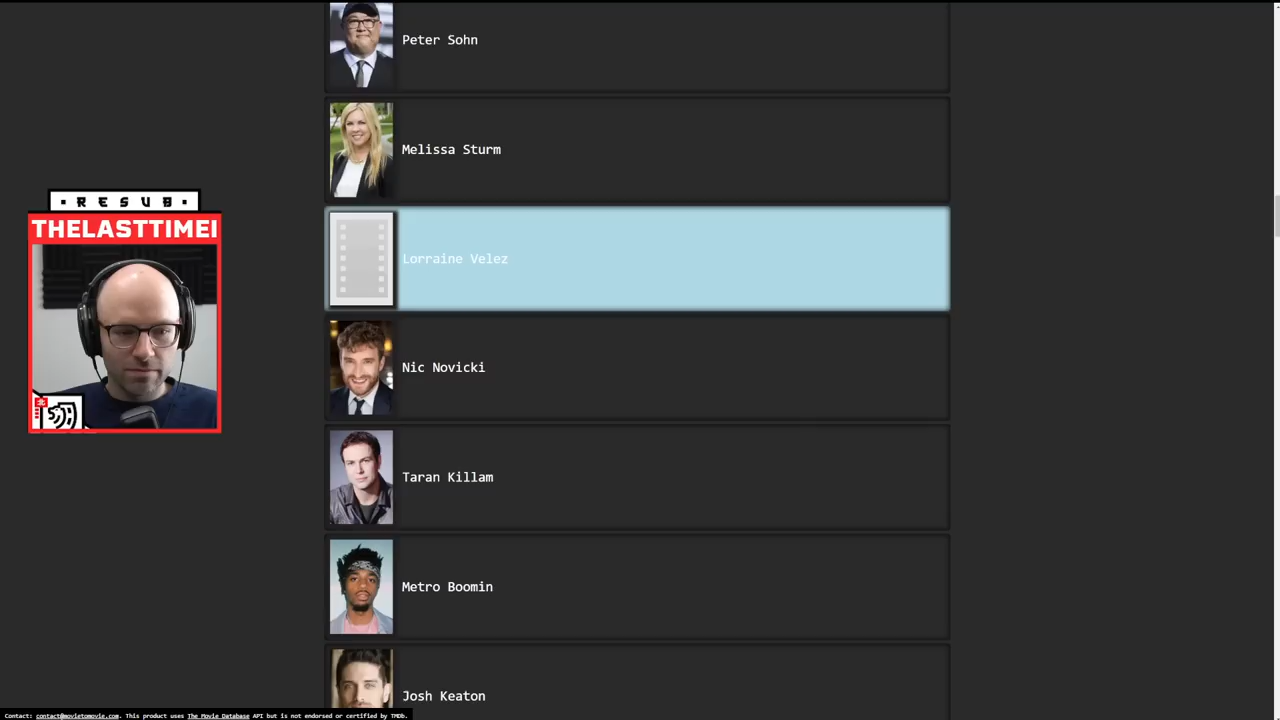 Peter Sohn
Melissa Sturm
• RESUB •
THELASTTIMEI
Lorraine Velez
Nic Novicki
Taran Killam
Metro Boomin
Josh Keaton
Contact: contact@movietomovie.com. This product uses The Movie Database API but is not endorsed or certified by TMDb.